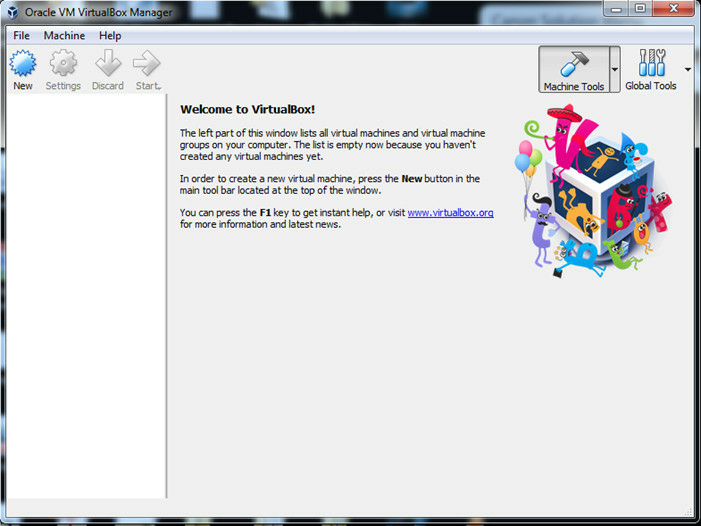 Oracle VM VirtualBox Manager
File Machine Help
New Settings Discard Start
Machine Tools Global Tools
Welcome to VirtualBox!
The left part of this window lists all virtual machines and virtual machine
groups on your computer. The list is empty now because you haven't
created any virtual machines yet.
In order to create a new virtual machine, press the New button in the
main tool bar located at the top of the window.
You can press the F1 key to get instant help, or visit www.virtualbox.org
for more information and latest news.